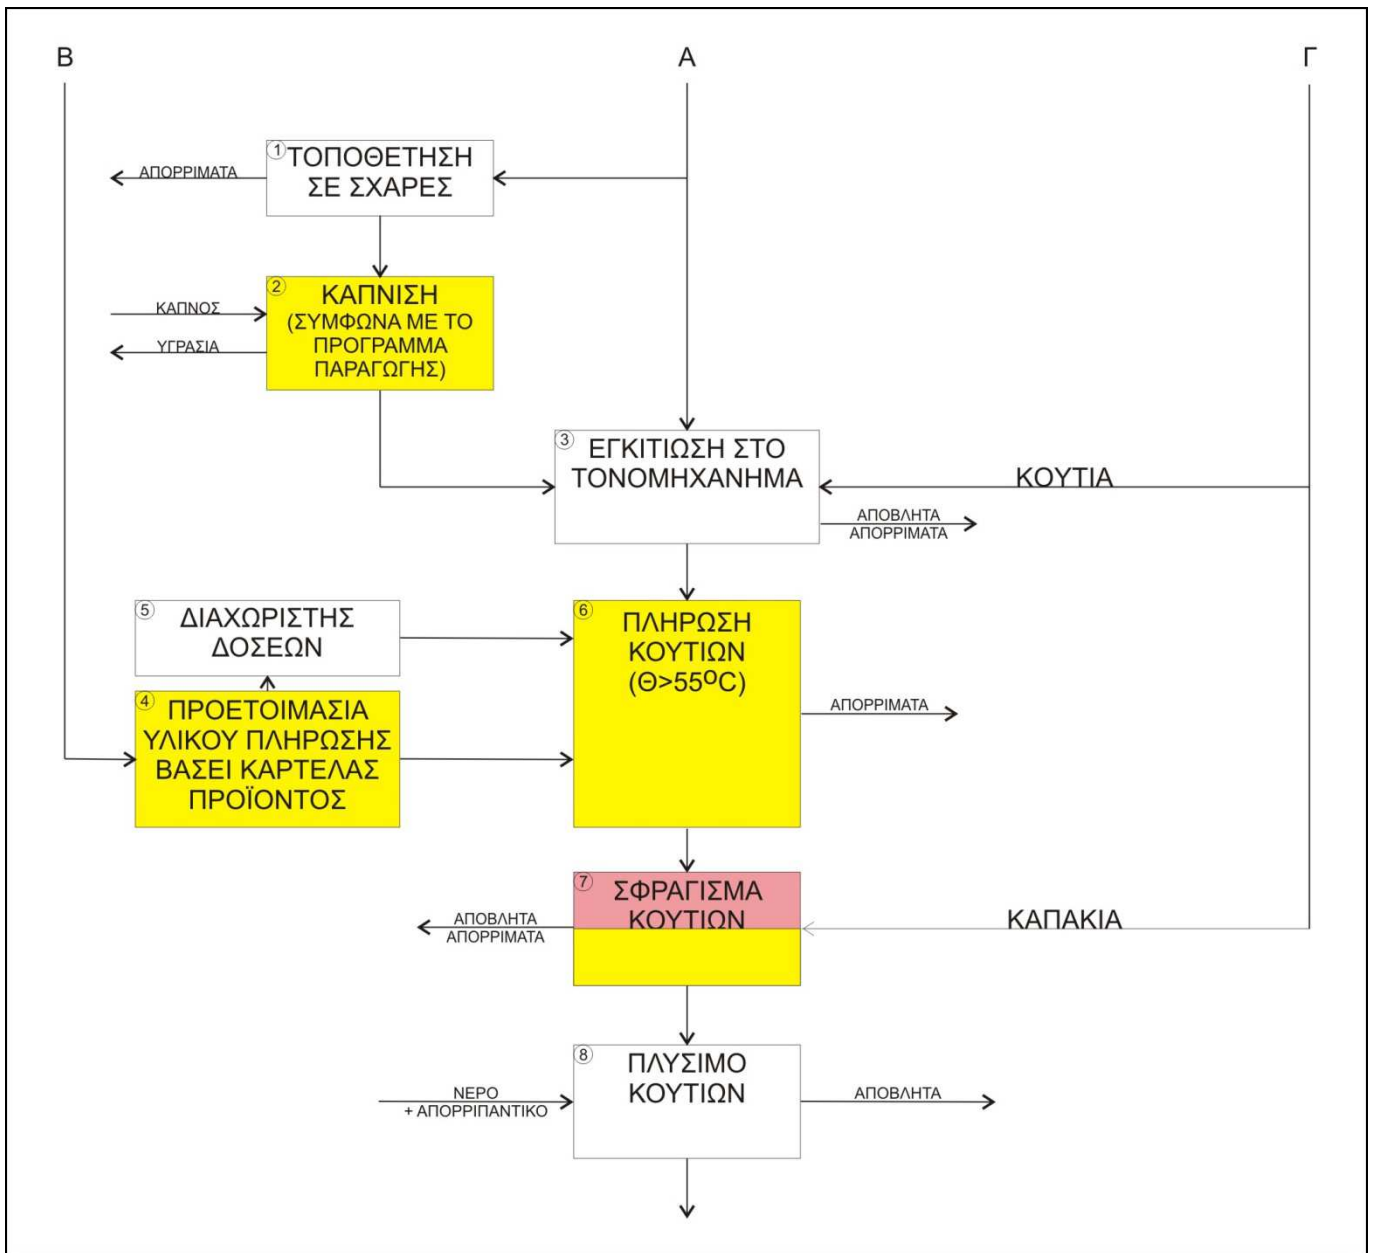 Β
Α
Γ
1
ΤΟΠΟΘΕΤΗΣΗ
ΣΕ ΣΧΑΡΕΣ
ΑΠΟΡΡΙΜΑΤΑ
2
ΚΑΠΝΙΣΗ
(ΣΥΜΦΩΝΑ ΜΕ ΤΟ
ΠΡΟΓΡΑΜΜΑ
ΠΑΡΑΓΩΓΗΣ)
ΚΑΠΝΟΣ
ΥΓΡΑΣΙΑ
3
ΕΓΚΙΤΙΩΣΗ ΣΤΟ
ΤΟΝΟΜΗΧΑΝΗΜΑ
ΚΟΥΤΙΑ
ΑΠΟΒΛΗΤΑ
ΑΠΟΡΡΙΜΑΤΑ
5
ΔΙΑΧΩΡΙΣΤΗΣ
ΔΟΣΕΩΝ
6
ΠΛΗΡΩΣΗ
ΚΟΥΤΙΩΝ
(Θ>55ºC)
4
ΠΡΟΕΤΟΙΜΑΣΙΑ
ΥΛΙΚΟΥ ΠΛΗΡΩΣΗΣ
ΒΑΣΕΙ ΚΑΡΤΕΛΑΣ
ΠΡΟΪΟΝΤΟΣ
ΑΠΟΡΡΙΜΑΤΑ
7
ΣΦΡΑΓΙΣΜΑ
ΚΟΥΤΙΩΝ
ΑΠΟΒΛΗΤΑ
ΑΠΟΡΡΙΜΑΤΑ
ΚΑΠΑΚΙΑ
8
ΠΛΥΣΙΜΟ
ΚΟΥΤΙΩΝ
ΝΕΡΟ
+ ΑΠΟΡΡΙΠΑΝΤΙΚΟ
ΑΠΟΒΛΗΤΑ